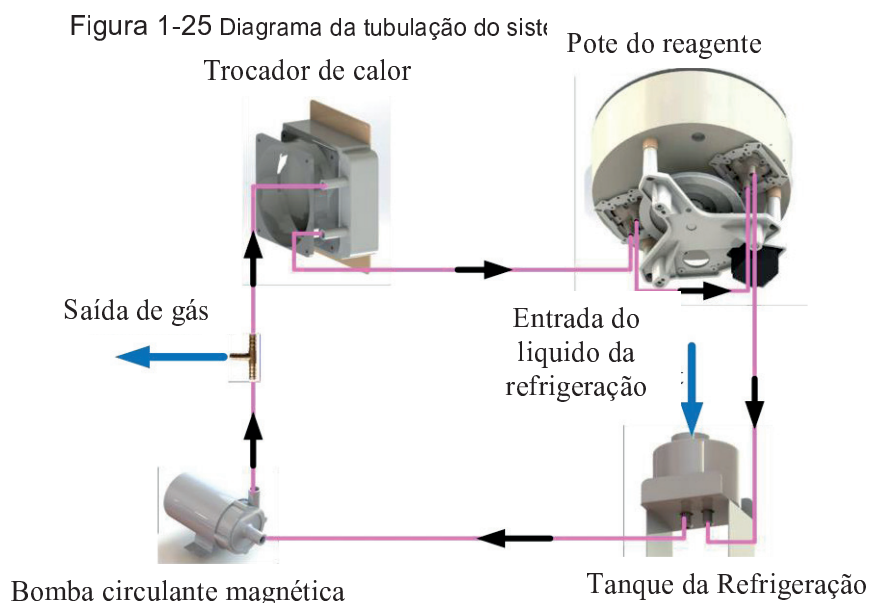 Figura 1-25 Diagrama da tubulação do
Pote do reagente
Trocador de calor
Saída de gás
Entrada do
liquido da
refrigeração
Tanque da Refrigeração
Bomba circulante magnética